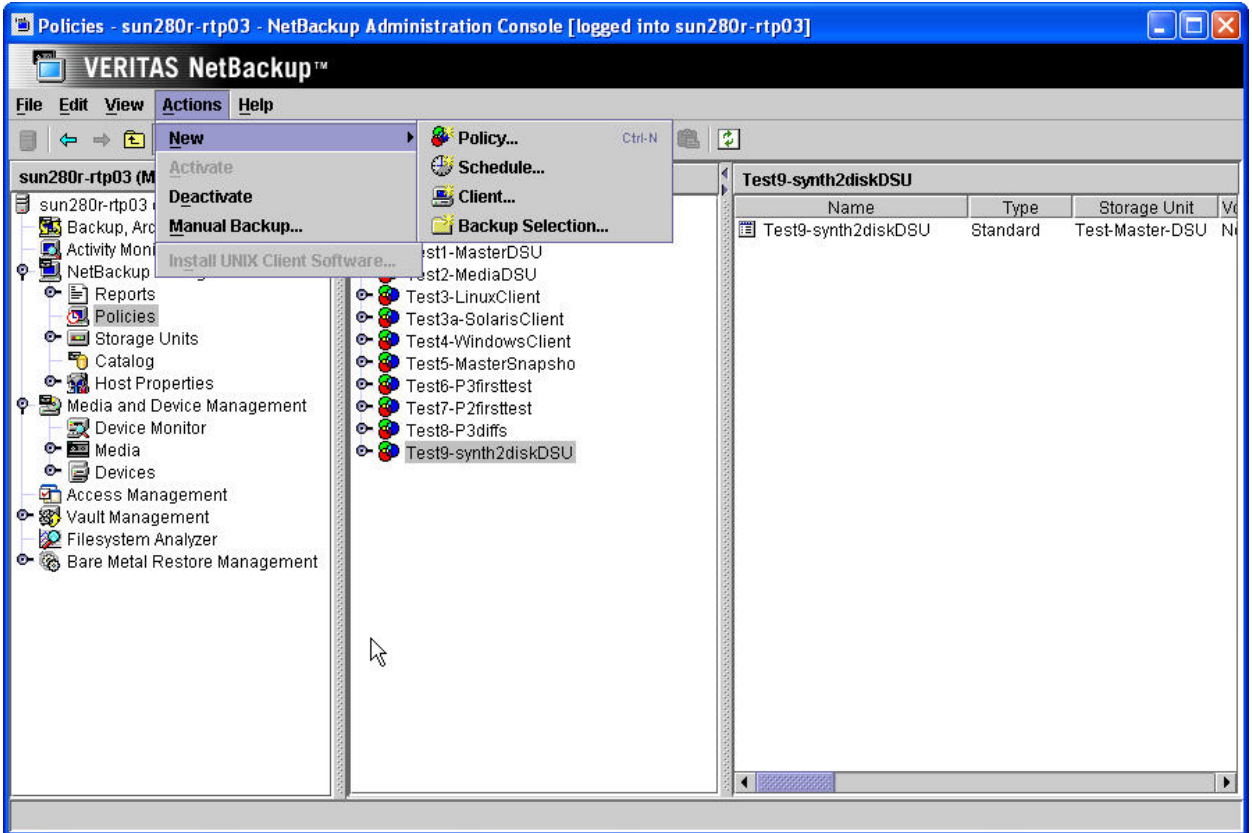 Policies - sun280r-rtp03 - NetBackup Administration Console [logged into sun280r-rtp03]
VERITAS NetBackup™
File Edit View Actions Help
New
Activate
Deactivate
Manual Backup...
Install UNIX Client Software...
Policy... Ctrl-N
Schedule...
Client...
Backup Selection...
sun280r-rtp03 (M
sun280r-rtp03
Backup, Arc
Activity Moni
NetBackup
Reports
Policies
Storage Units
Catalog
Host Properties
Media and Device Management
Device Monitor
Media
Devices
Access Management
Vault Management
Filesystem Analyzer
Bare Metal Restore Management
est1-MasterDSU
est2-MediaDSU
Test3-LinuxClient
Test3a-SolarisClient
Test4-WindowsClient
Test5-MasterSnapsho
Test6-P3firsttest
Test7-P2firsttest
Test8-P3diffs
Test9-synth2diskDSU
Test9-synth2diskDSU
Name Type Storage Unit Vo
Test9-synth2diskDSU Standard Test-Master-DSU